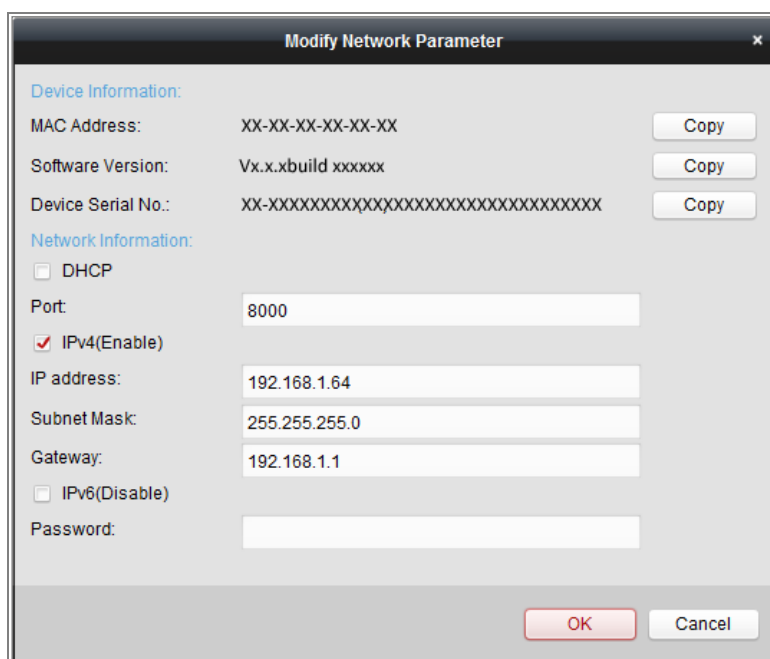 Modify Network Parameter ×
Device Information:
MAC Address: XX-XX-XX-XX-XX-XX Copy
Software Version: Vx.x.xbuild xxxxxx Copy
Device Serial No.: XX-XXXXXXXXXXXXXXXXXXXXXXXXXXXXXXXXX Copy
Network Information:
DHCP
Port: 8000
IPv4(Enable)
IP address: 192.168.1.64
Subnet Mask: 255.255.255.0
Gateway: 192.168.1.1
IPv6(Disable)
Password:
OK Cancel